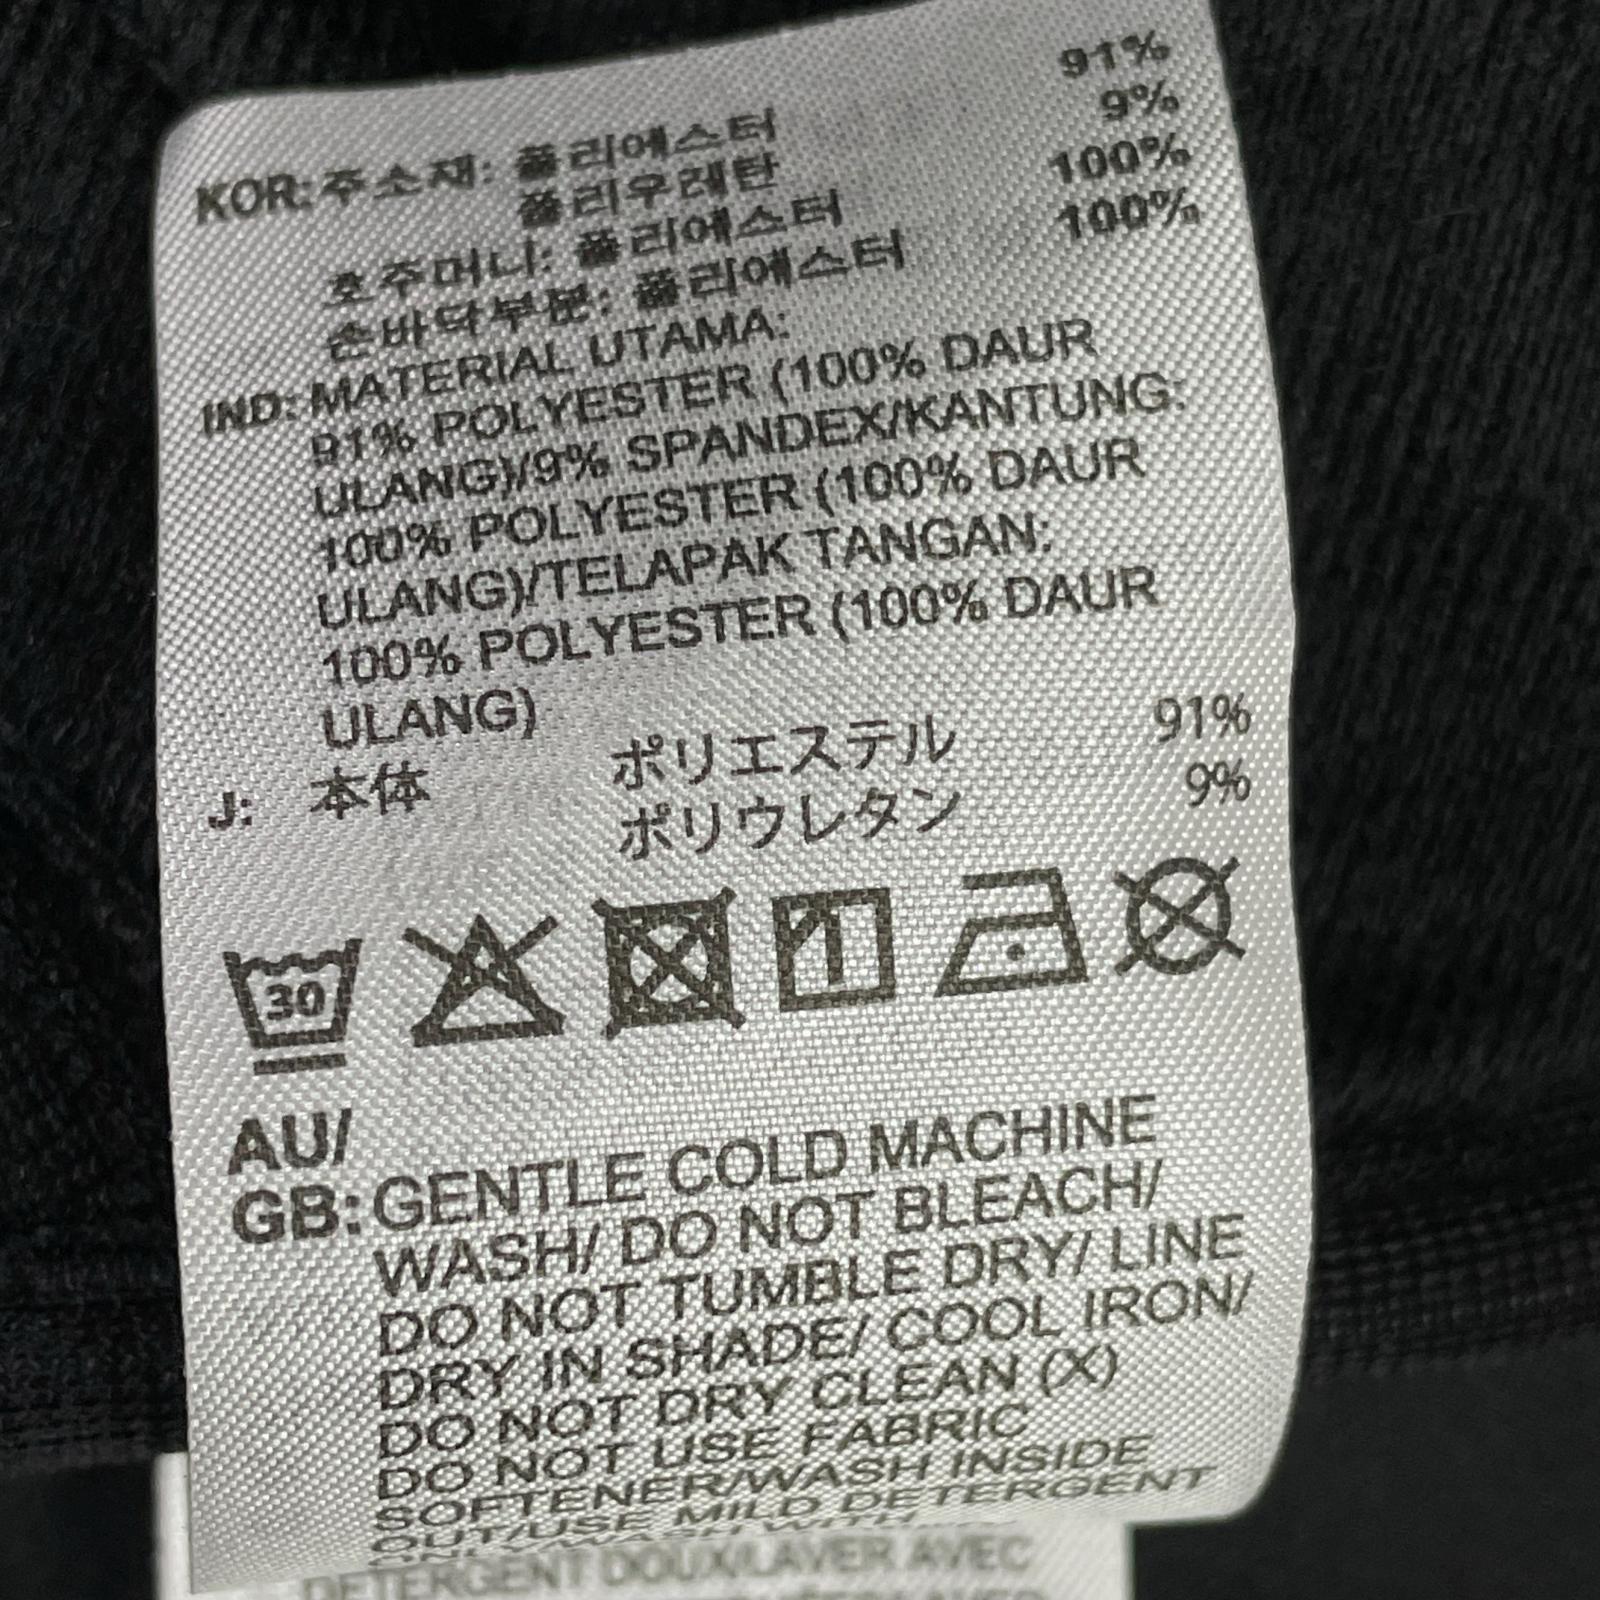 KOR: 주소재: 폴리에스터 91%
폴리우레탄 9%
호주머니: 폴리에스터 100%
손바닥부분: 폴리에스터 100%
IND: MATERIAL UTAMA:
91% POLYESTER (100% DAUR
ULANG)/9% SPANDEX/KANTUNG:
100% POLYESTER (100% DAUR
ULANG)/TELAPAK TANGAN:
100% POLYESTER (100% DAUR
ULANG)
J: 本体 ポリエステル 91%
ポリウレタン 9%
30
AU/
GB: GENTLE COLD MACHINE
WASH/ DO NOT BLEACH/
DO NOT TUMBLE DRY/ LINE
DRY IN SHADE/ COOL IRON/
DO NOT DRY CLEAN (X)
DO NOT USE FABRIC
SOFTENER/WASH INSIDE
OUT/USE MILD DETERGENT
ONLY/WASH WITH
DETERGENT DOUX/LAVER AVEC